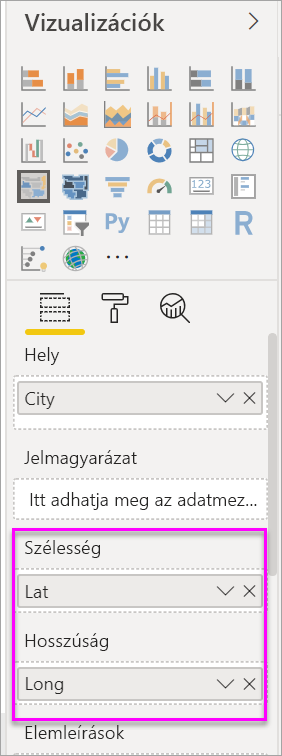 Vizualizációk
123
Py
R
Hely
City
Jelmagyarázat
Itt adhatja meg az adatmez...
Szélesség
Lat
Hosszúság
Long
Elemleírások